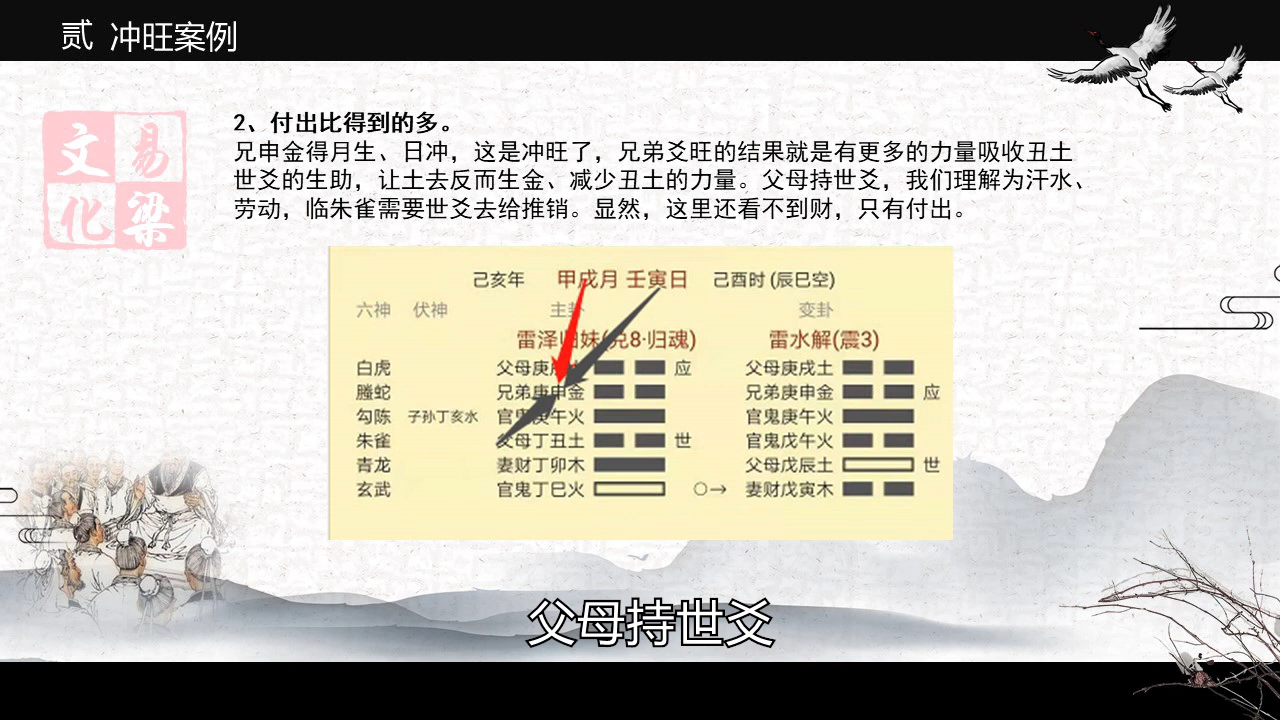 贰 冲旺案例
易梁
文化
2、付出比得到的多。
兄申金得月生、日冲，这是冲旺了，兄弟爻旺的结果就是有更多的力量吸收丑土
世爻的生助，让土去反而生金、减少丑土的力量。父母持世爻，我们理解为汗水、
劳动，临朱雀需要世爻去给推销。显然，这里还看不到财，只有付出。
己亥年 甲戌月 壬寅日 己酉时 (辰巳空)
六神 伏神 主卦 变卦
雷泽归妹(兑8·归魂) 雷水解(震3)
白虎 父母庚戌土 应 父母庚戌土
螣蛇 兄弟庚申金 兄弟庚申金 应
勾陈 子孙丁亥水 官鬼庚午火 官鬼庚午火
朱雀 父母丁丑土 世 官鬼戊午火
青龙 妻财丁卯木 父母戊辰土 世
玄武 官鬼丁巳火 ○→ 妻财戊寅木
父母持世爻